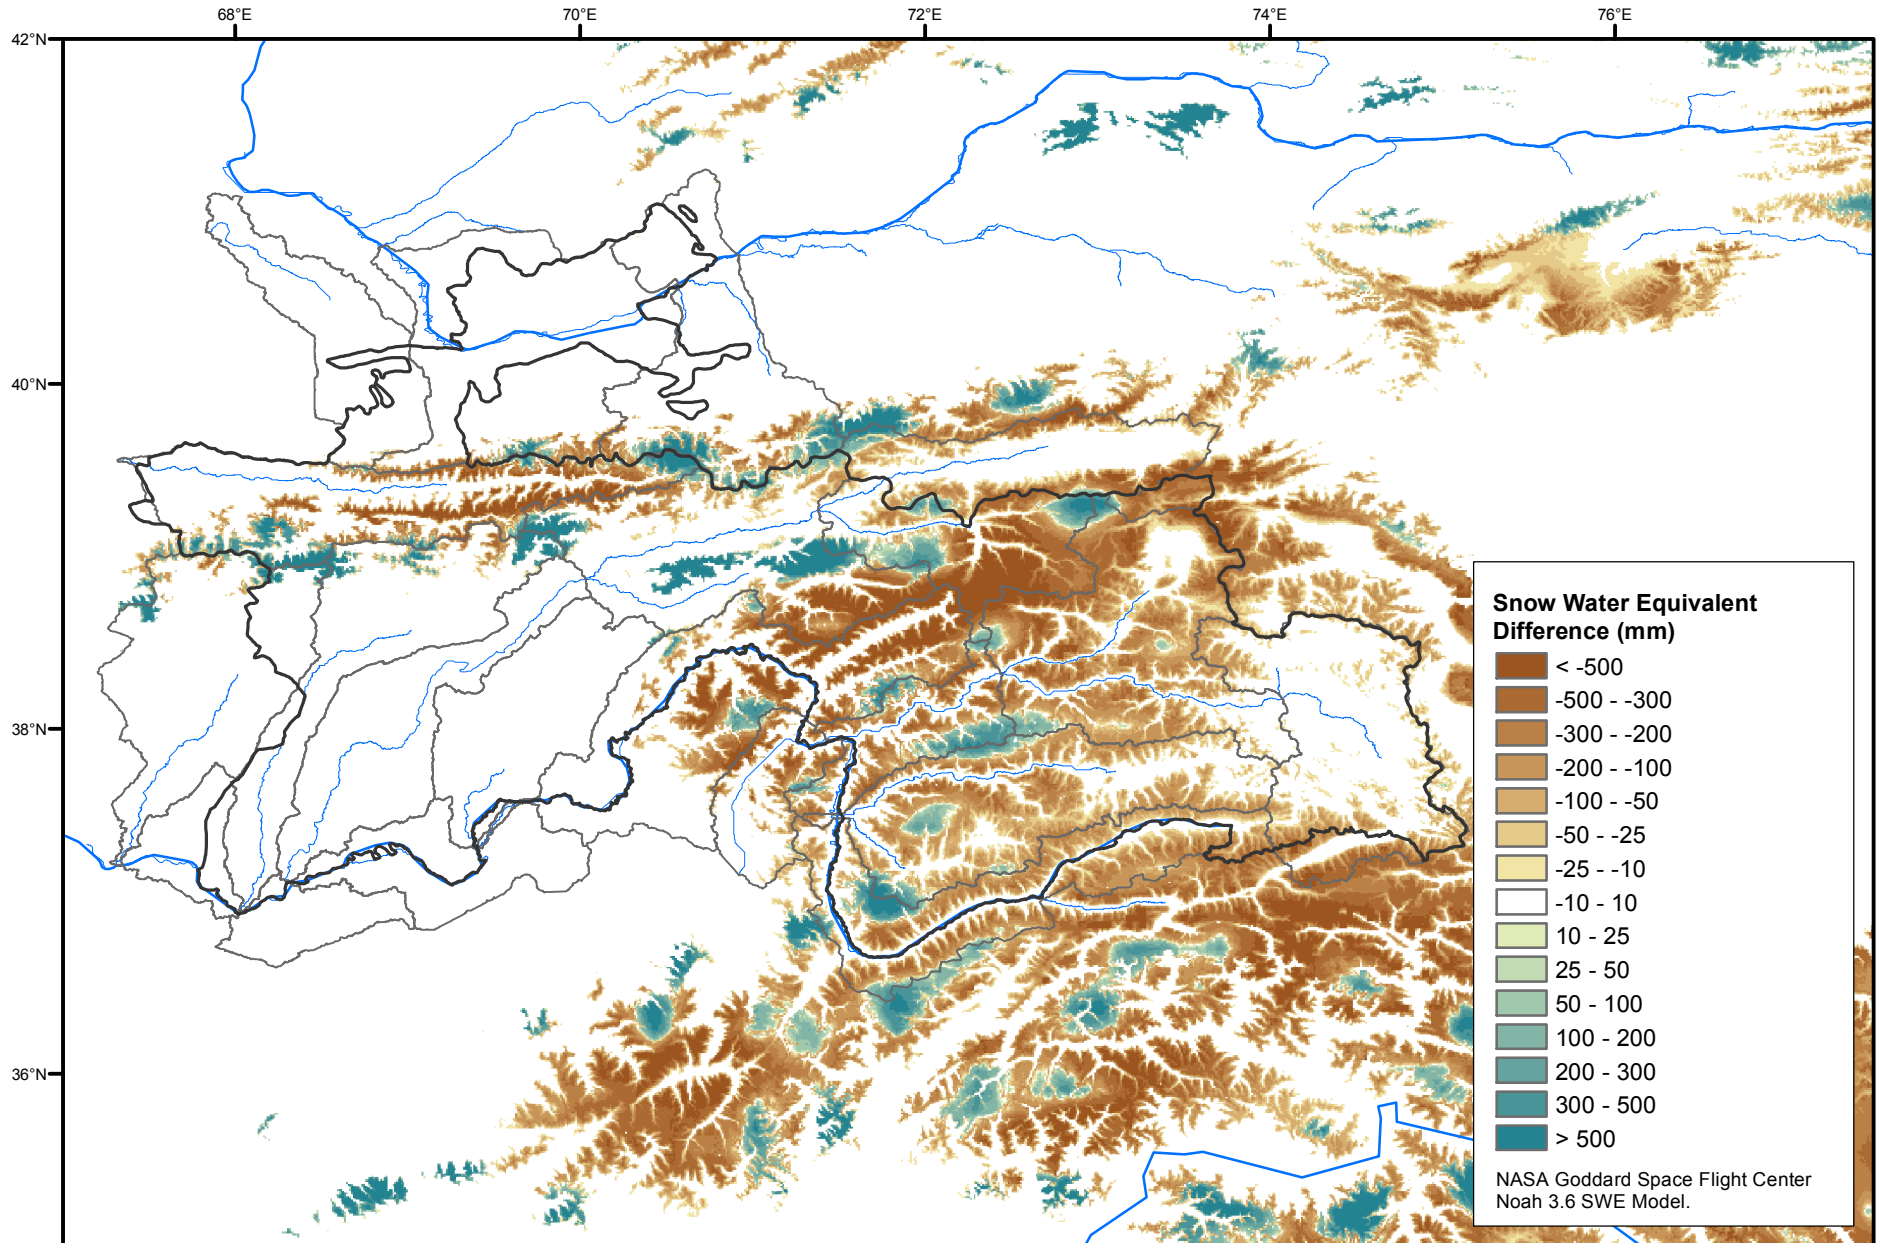 68°E
70°E
72°E
74°E
76°E
42°N
40°N
38°N
36°N
Snow Water Equivalent
Difference (mm)
< -500
-500 - -300
-300 - -200
-200 - -100
-100 - -50
-50 - -25
-25 - -10
-10 - 10
10 - 25
25 - 50
50 - 100
100 - 200
200 - 300
300 - 500
> 500
NASA Goddard Space Flight Center
Noah 3.6 SWE Model.